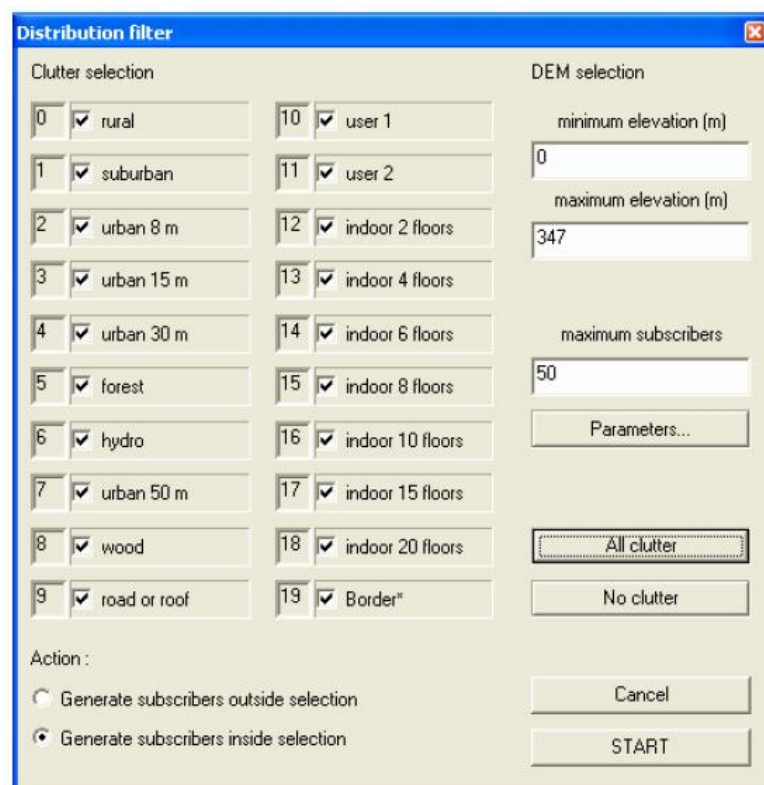 Distribution filter
Clutter selection
0 rural
1 suburban
2 urban 8 m
3 urban 15 m
4 urban 30 m
5 forest
6 hydro
7 urban 50 m
8 wood
9 road or roof
10 user 1
11 user 2
12 indoor 2 floors
13 indoor 4 floors
14 indoor 6 floors
15 indoor 8 floors
16 indoor 10 floors
17 indoor 15 floors
18 indoor 20 floors
19 Border*
DEM selection
minimum elevation (m)
0
maximum elevation (m)
347
maximum subscribers
50
Parameters...
All clutter
No clutter
Action :
Generate subscribers outside selection
Generate subscribers inside selection
Cancel
START